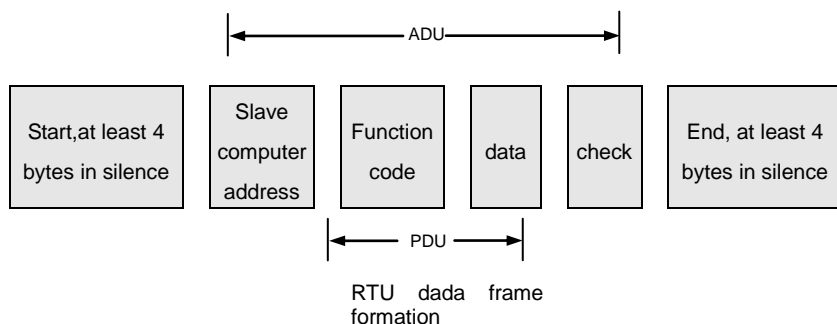 ADU
Start,at least 4
bytes in silence
Slave
computer
address
Function
code
data
check
End, at least 4
bytes in silence
PDU
RTU dada frame
formation